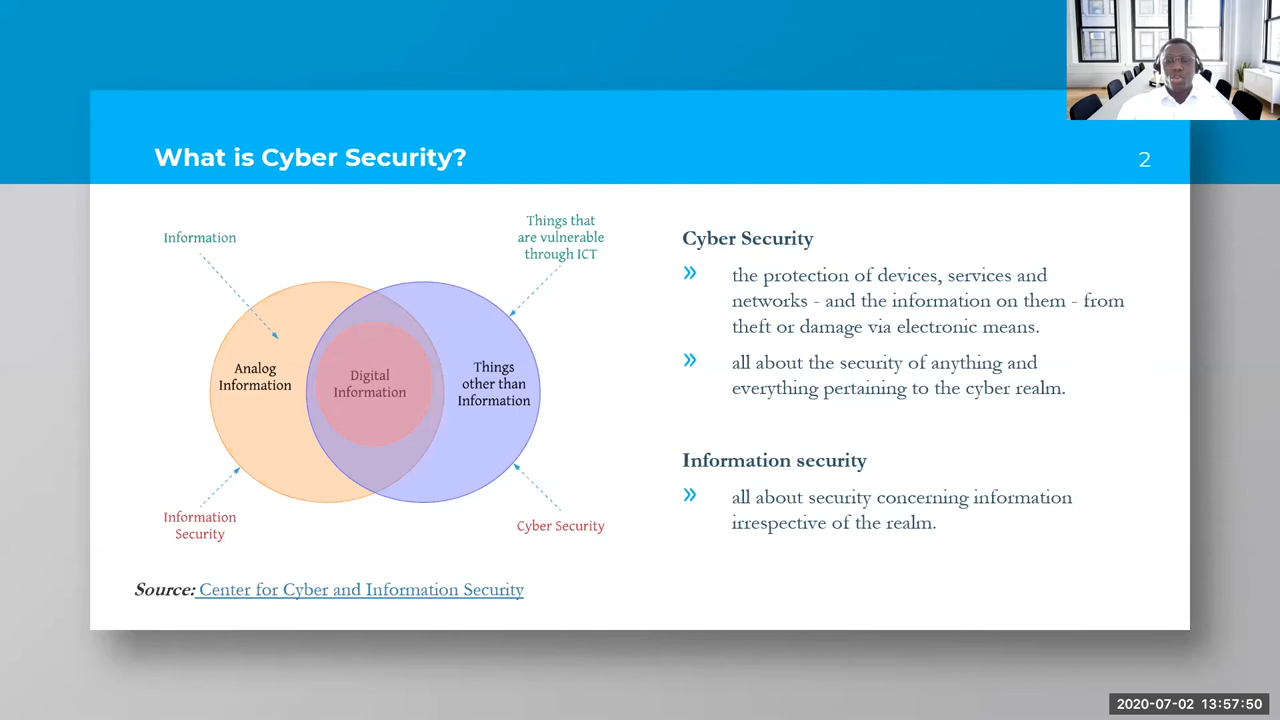 What is Cyber Security?
2
Information
Things that
are vulnerable
through ICT
Analog
Information
Digital
Information
Things
other than
Information
Information
Security
Cyber Security
Source: Center for Cyber and Information Security
Cyber Security
» the protection of devices, services and
networks - and the information on them - from
theft or damage via electronic means.
» all about the security of anything and
everything pertaining to the cyber realm.
Information security
» all about security concerning information
irrespective of the realm.
2020-07-02 13:57:50